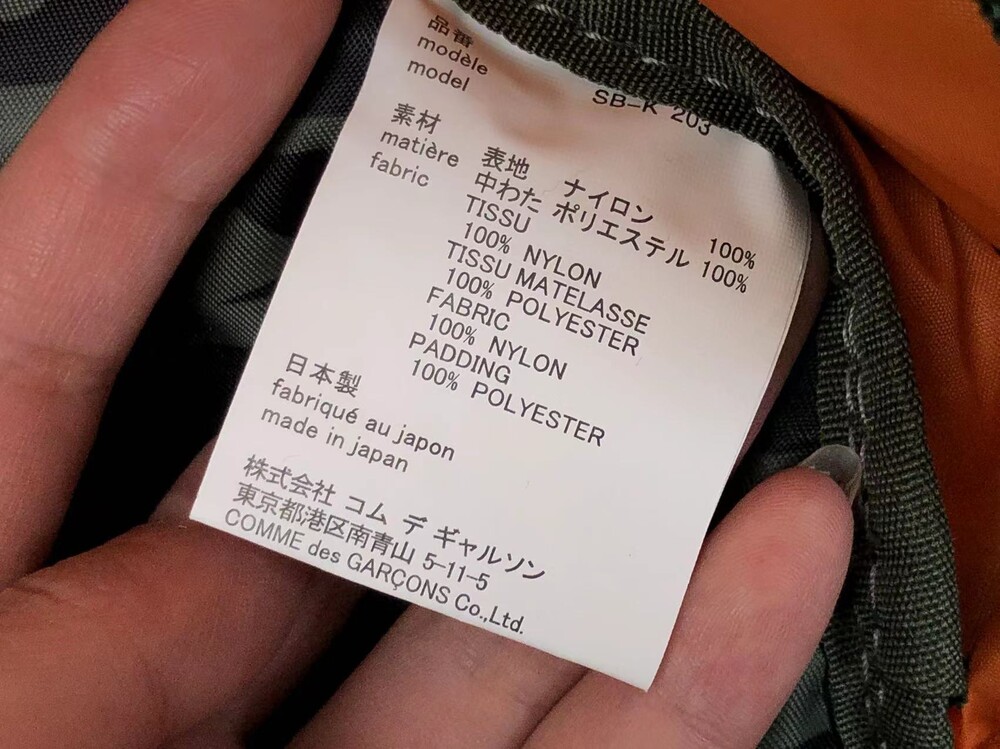 品番
modèle
model
SB-K 203
素材
matière
fabric
表地 ナイロン 100%
中わた ポリエステル 100%
TISSU
100% NYLON
TISSU MATELASSE
100% POLYESTER
FABRIC
100% NYLON
PADDING
100% POLYESTER
日本製
fabriqué au japon
made in japan
株式会社 コム デ ギャルソン
東京都港区南青山 5-11-5
COMME des GARÇONS Co.,Ltd.